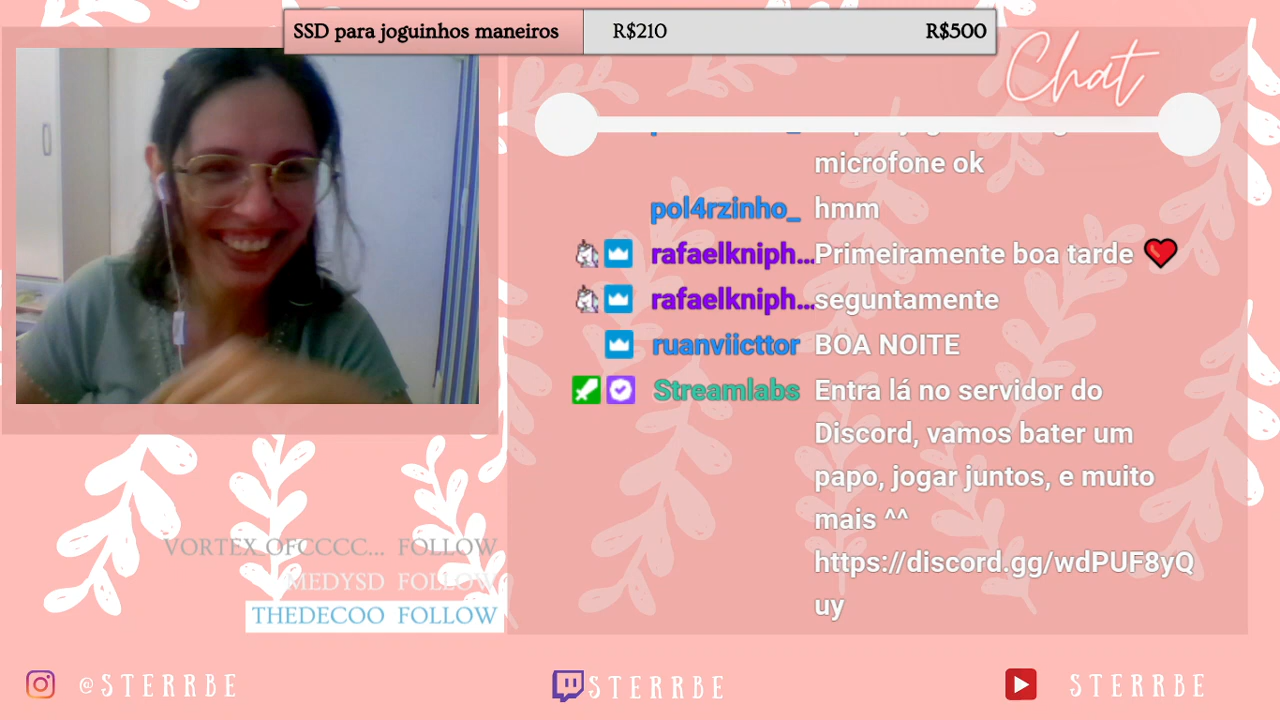 SSD para joguinhos maneiros R$210 R$500
Chat
microfone ok
pol4rzinho_ hmm
rafaelkniph... Primeiramente boa tarde
rafaelkniph... seguntamente
ruanviicttor BOA NOITE
Streamlabs Entra lá no servidor do
Discord, vamos bater um
papo, jogar juntos, e muito
mais ^^
https://discord.gg/wdPUF8yQ
uy
VORTEX_OFCCCC... FOLLOW
MEDYSD FOLLOW
THEDECOO FOLLOW
@STERRBE STERRBE STERRBE